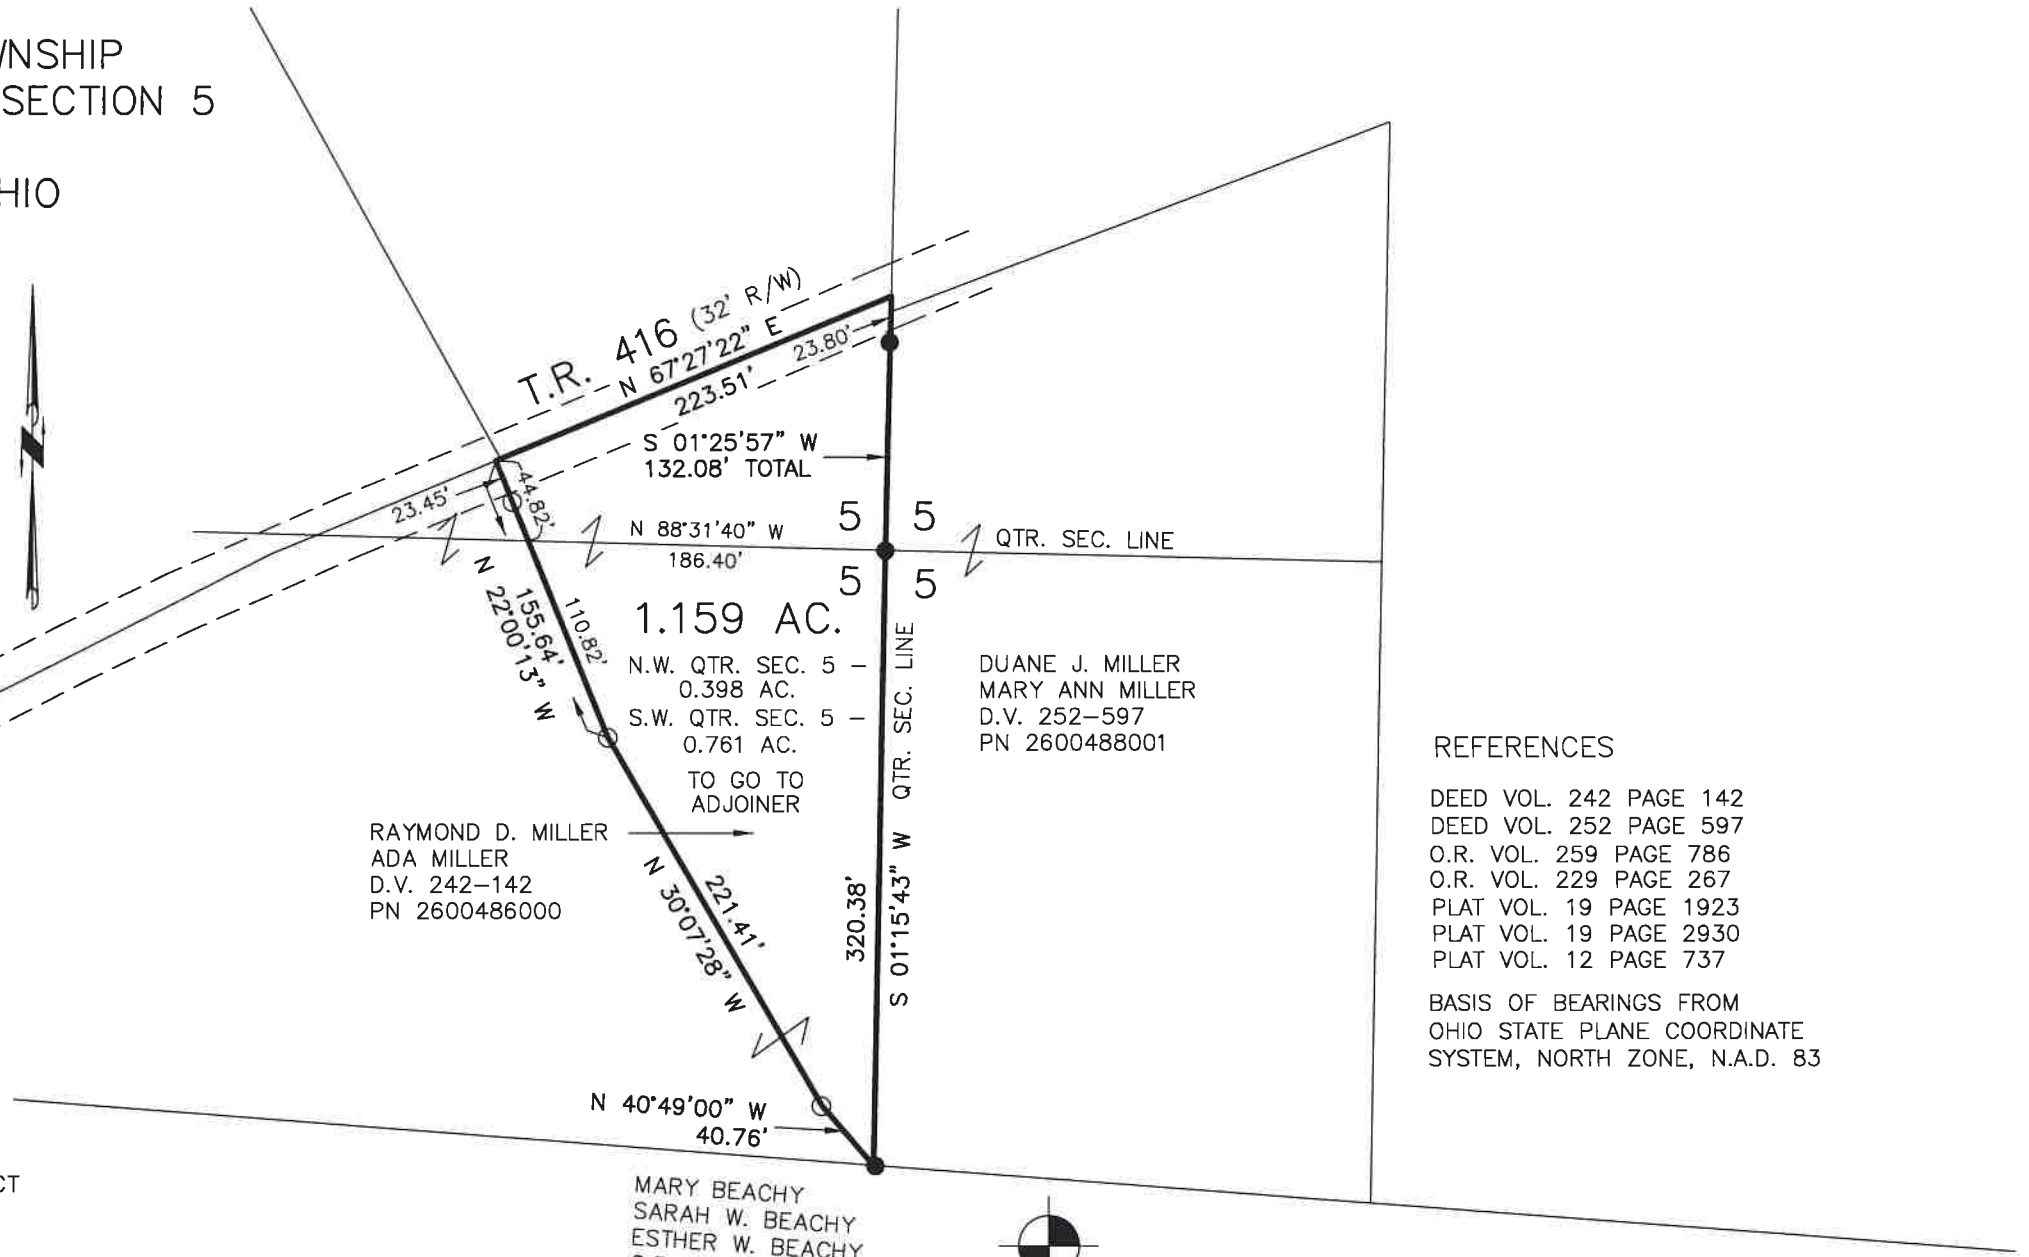 WNSHIP
SECTION 5
HIO
T.R. 416 (32' R/W)
N 67°27'22" E
223.51'
23.80'
S 01°25'57" W
132.08' TOTAL
23.45'
44.82'
N 88°31'40" W
186.40'
5 5
5 5
QTR. SEC. LINE
N 22°00'13" W
155.64'
110.82'
1.159 AC.
N.W. QTR. SEC. 5 –
0.398 AC.
S.W. QTR. SEC. 5 –
0.761 AC.
TO GO TO
ADJOINER
QTR. SEC. LINE
S 01°15'43" W
320.38'
DUANE J. MILLER
MARY ANN MILLER
D.V. 252–597
PN 2600488001
RAYMOND D. MILLER
ADA MILLER
D.V. 242–142
PN 2600486000
N 30°07'28" W
221.41'
N 40°49'00" W
40.76'
REFERENCES
DEED VOL. 242 PAGE 142
DEED VOL. 252 PAGE 597
O.R. VOL. 259 PAGE 786
O.R. VOL. 229 PAGE 267
PLAT VOL. 19 PAGE 1923
PLAT VOL. 19 PAGE 2930
PLAT VOL. 12 PAGE 737
BASIS OF BEARINGS FROM
OHIO STATE PLANE COORDINATE
SYSTEM, NORTH ZONE, N.A.D. 83
CT
MARY BEACHY
SARAH W. BEACHY
ESTHER W. BEACHY